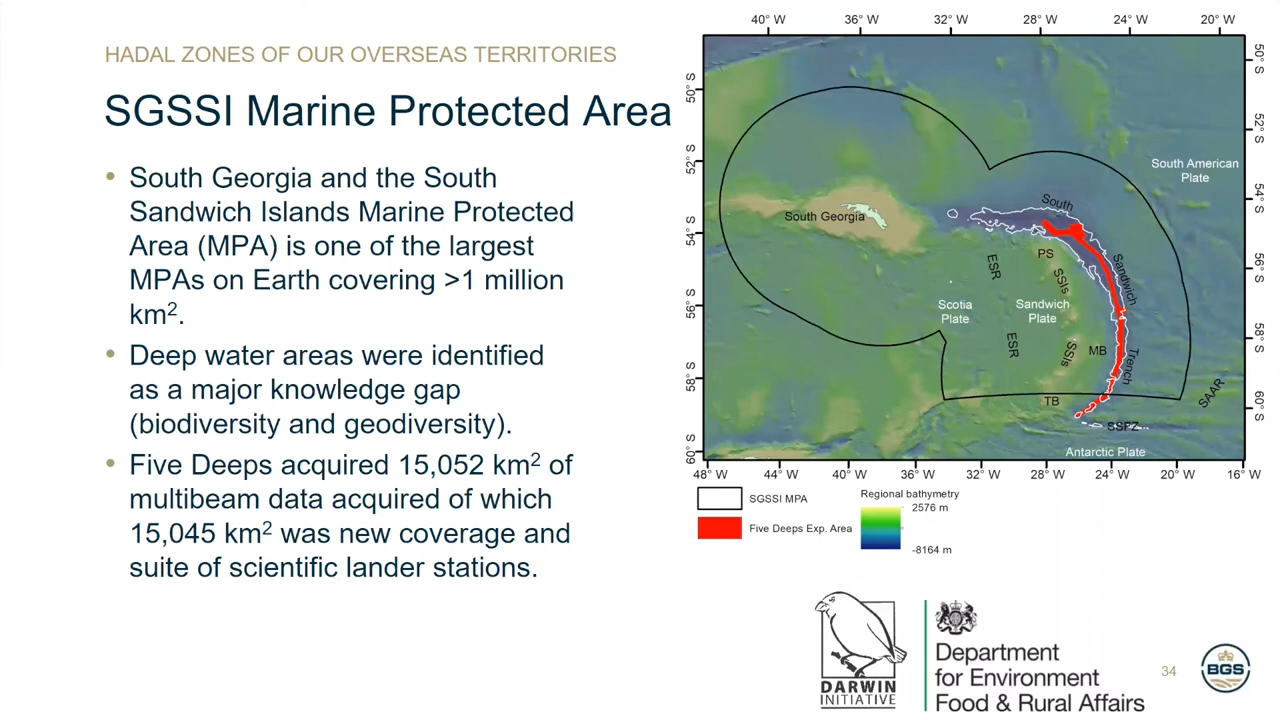 HADAL ZONES OF OUR OVERSEAS TERRITORIES
SGSSI Marine Protected Area
• South Georgia and the South
Sandwich Islands Marine Protected
Area (MPA) is one of the largest
MPAs on Earth covering >1 million
km².
• Deep water areas were identified
as a major knowledge gap
(biodiversity and geodiversity).
• Five Deeps acquired 15,052 km² of
multibeam data acquired of which
15,045 km² was new coverage and
suite of scientific lander stations.
40° W 36° W 32° W 28° W 24° W 20° W
50° S
52° S
54° S
56° S
58° S
60° S
50° S
52° S
54° S
56° S
58° S
60° S
South American
Plate
South Georgia
South
Sandwich
Trench
PS
ESR
SSIs
Scotia
Plate
Sandwich
Plate
ESR
SSIs
MB
TB
SAAR
SSFZ
Antarctic Plate
48° W 44° W 40° W 36° W 32° W 28° W 24° W 20° W 16° W
SGSSI MPA
Five Deeps Exp. Area
Regional bathymetry
2576 m
-8164 m
DARWIN
INITIATIVE
Department
for Environment
Food & Rural Affairs
34
BGS